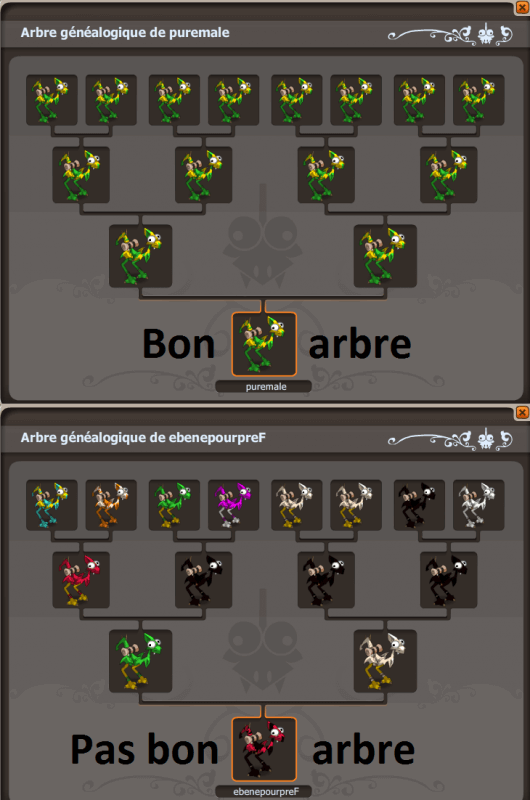 Arbre généalogique de puremale
Bon arbre
puremale
Arbre généalogique de ebenepourpreF
Pas bon arbre
ebenepourpreF